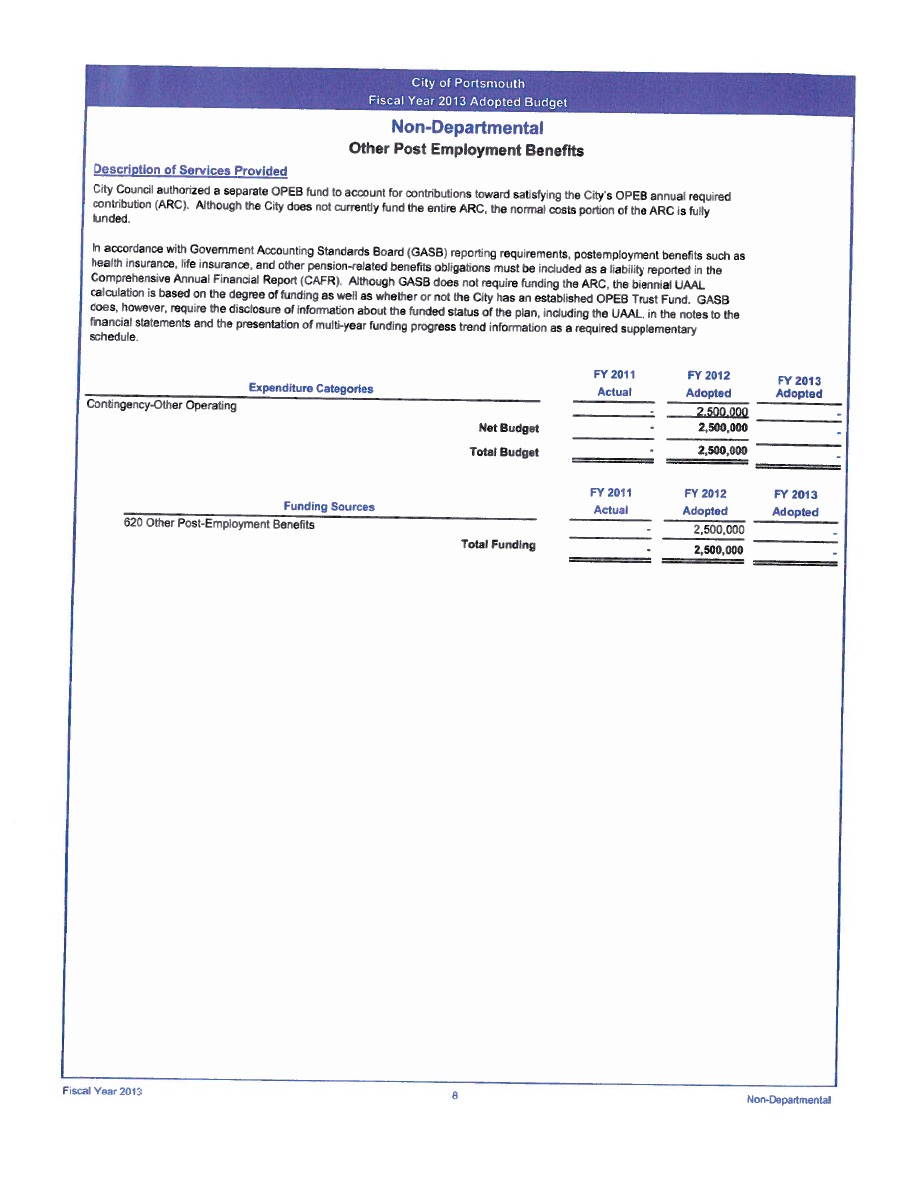 City of Portsmouth
Fiscal Year 2013 Adopted Budget
Non-Departmental
Other Post Employment Benefits
Description of Services Provided
City Council authorized a separate OPEB fund to account for contributions toward satisfying the City's OPEB annual required
contribution (ARC). Although the City does not currently fund the entire ARC, the normal costs portion of the ARC is fully
funded.
In accordance with Government Accounting Standards Board (GASB) reporting requirements, postemployment benefits such as
health insurance, life insurance, and other pension-related benefits obligations must be included as a liability reported in the
Comprehensive Annual Financial Report (CAFR). Although GASB does not require funding the ARC, the biennial UAAL
calculation is based on the degree of funding as well as whether or not the City has an established OPEB Trust Fund. GASB
does, however, require the disclosure of information about the funded status of the plan, including the UAAL, in the notes to the
financial statements and the presentation of multi-year funding progress trend information as a required supplementary
schedule.
FY 2011 FY 2012 FY 2013
Expenditure Categories Actual Adopted Adopted
Contingency-Other Operating - 2,500,000 -
Net Budget - 2,500,000 -
Total Budget - 2,500,000 -
FY 2011 FY 2012 FY 2013
Funding Sources Actual Adopted Adopted
620 Other Post-Employment Benefits - 2,500,000 -
Total Funding - 2,500,000 -
Fiscal Year 2013 8 Non-Departmental